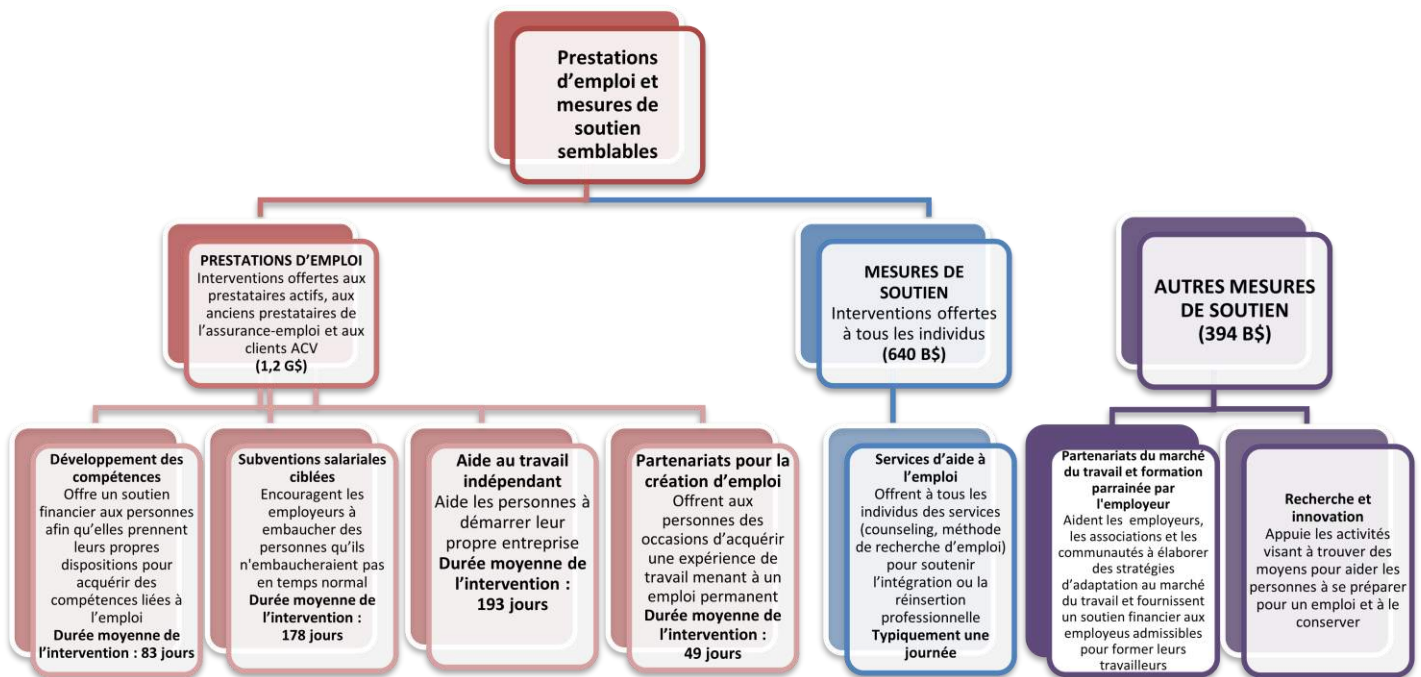 Prestations
d’emploi et
mesures de
soutien
semblables
PRESTATIONS D’EMPLOI
Interventions offertes aux
prestataires actifs, aux
anciens prestataires de
l’assurance-emploi et aux
clients ACV
(1,2 G$)
MESURES DE
SOUTIEN
Interventions offertes
à tous les individus
(640 B$)
AUTRES MESURES
DE SOUTIEN
(394 B$)
Développement des
compétences
Offre un soutien
financier aux personnes
afin qu’elles prennent
leurs propres
dispositions pour
acquérir des
compétences liées à
l’emploi
Durée moyenne de
l’intervention : 83 jours
Subventions salariales
ciblées
Encouragent les
employeurs à
embaucher des
personnes qu’ils
n'embaucheraient pas
en temps normal
Durée moyenne de
l’intervention :
178 jours
Aide au travail
indépendant
Aide les personnes à
démarrer leur
propre entreprise
Durée moyenne
de l’intervention :
193 jours
Partenariats pour la
création d’emploi
Offrent aux
personnes des
occasions d’acquérir
une expérience de
travail menant à un
emploi permanent
Durée moyenne de
l’intervention :
49 jours
Services d’aide à
l’emploi
Offrent à tous les
individus des services
(counseling, méthode
de recherche d’emploi)
pour soutenir
l’intégration ou la
réinsertion
professionnelle
Typiquement une
journée
Partenariats du marché
du travail et formation
parrainée par
l'employeur
Aident les employeurs,
les associations et les
communautés à élaborer
des stratégies
d’adaptation au marché
du travail et fournissent
un soutien financier aux
employeus admissibles
pour former leurs
travailleurs
Recherche et
innovation
Appuie les activités
visant à trouver des
moyens pour aider les
personnes à se préparer
pour un emploi et à le
conserver